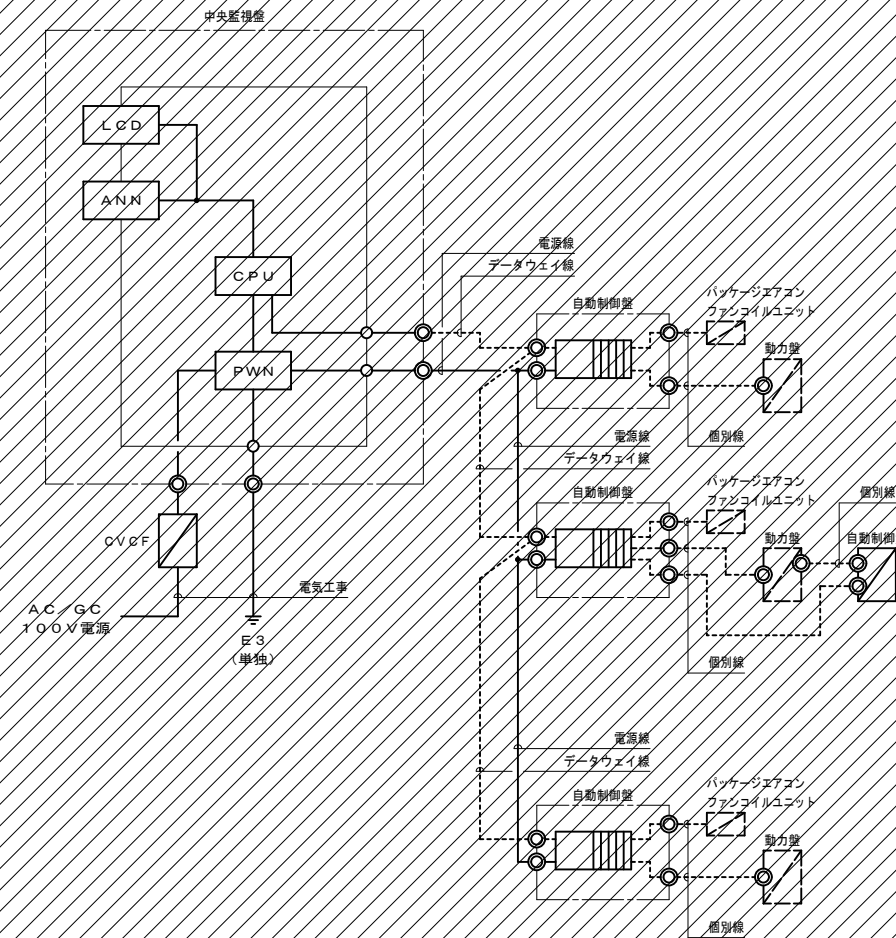 中央監視盤
LCD
ANN
CPU
PWN
電源線
データウェイ線
自動制御盤
パッケージエアコン
ファンコイルユニット
動力盤
個別線
電源線
データウェイ線
自動制御盤
パッケージエアコン
ファンコイルユニット
動力盤
個別線
自動制御
個別線
CVCF
電気工事
AC/GC
100V電源
E3
(単独)
電源線
データウェイ線
自動制御盤
パッケージエアコン
ファンコイルユニット
動力盤
個別線